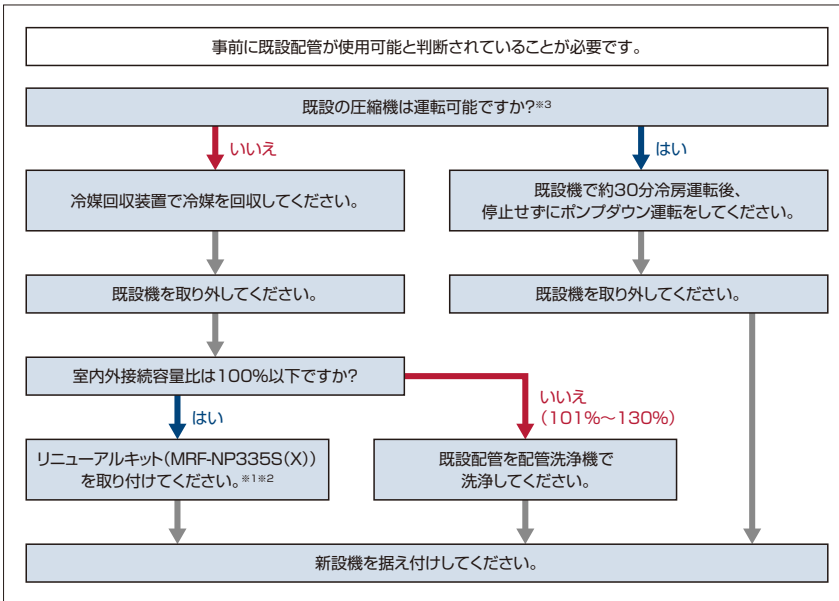 事前に既設配管が使用可能と判断されていることが必要です。
既設の圧縮機は運転可能ですか?※3
いいえ
はい
冷媒回収装置で冷媒を回収してください。
既設機で約30分冷房運転後、
停止せずにポンプダウン運転をしてください。
既設機を取り外してください。
既設機を取り外してください。
室内外接続容量比は100%以下ですか?
いいえ
(101%〜130%)
はい
リニューアルキット(MRF-NP335S(X))
を取り付けてください。※1※2
既設配管を配管洗浄機で
洗浄してください。
新設機を据え付けしてください。